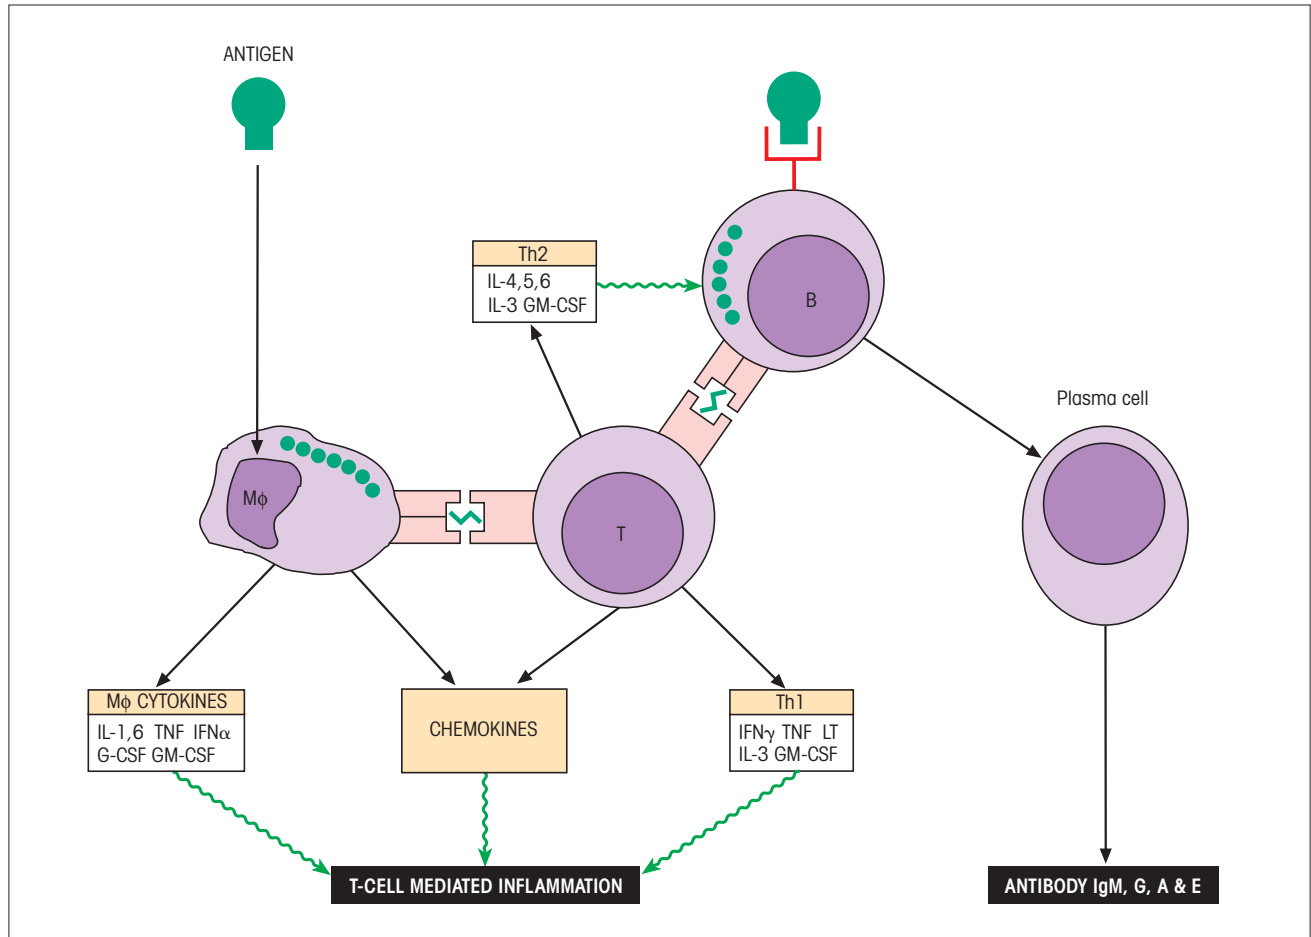 ANTIGEN
Th2
IL-4,5,6
IL-3 GM-CSF
B
Plasma cell
Mϕ
T
Mϕ CYTOKINES
IL-1,6 TNF IFNα
G-CSF GM-CSF
CHEMOKINES
Th1
IFNγ TNF LT
IL-3 GM-CSF
T-CELL MEDIATED INFLAMMATION
ANTIBODY IgM, G, A & E